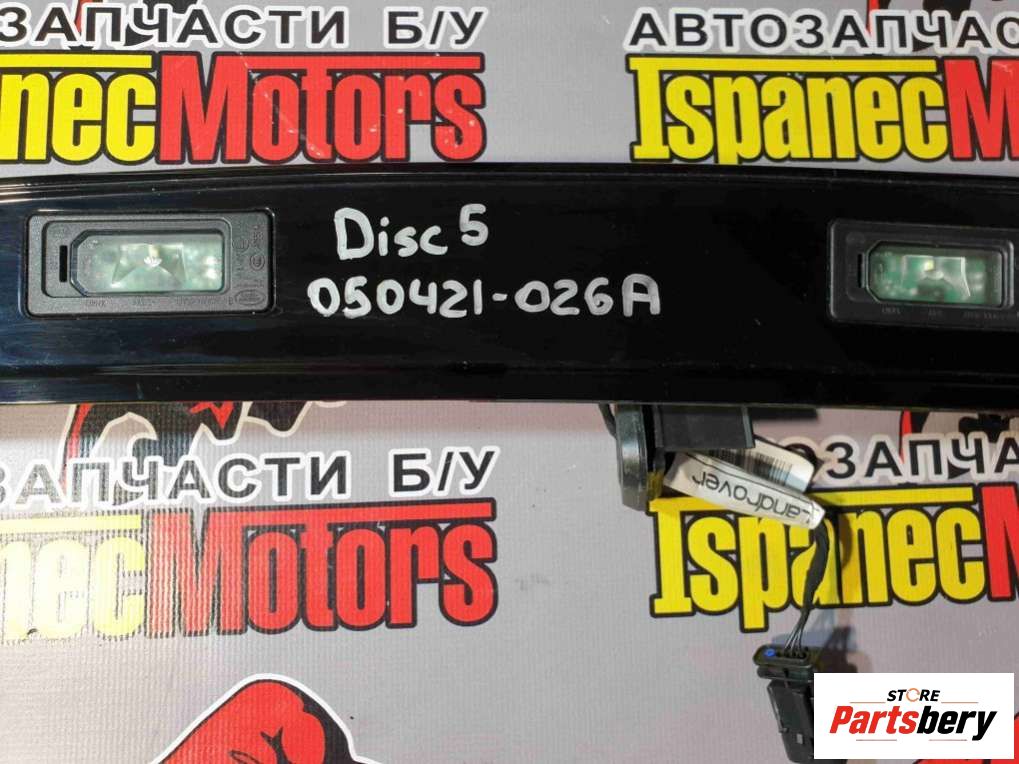 ЗАПЧАСТИ Б/У
АВТОЗАПЧАС
necMotors
IspanecM
Disc 5
050421-026A
ЗАПЧАСТИ Б/У
ОЗАПЧА
Landrover
necMotors
IspanecM
STORE
Partsbery